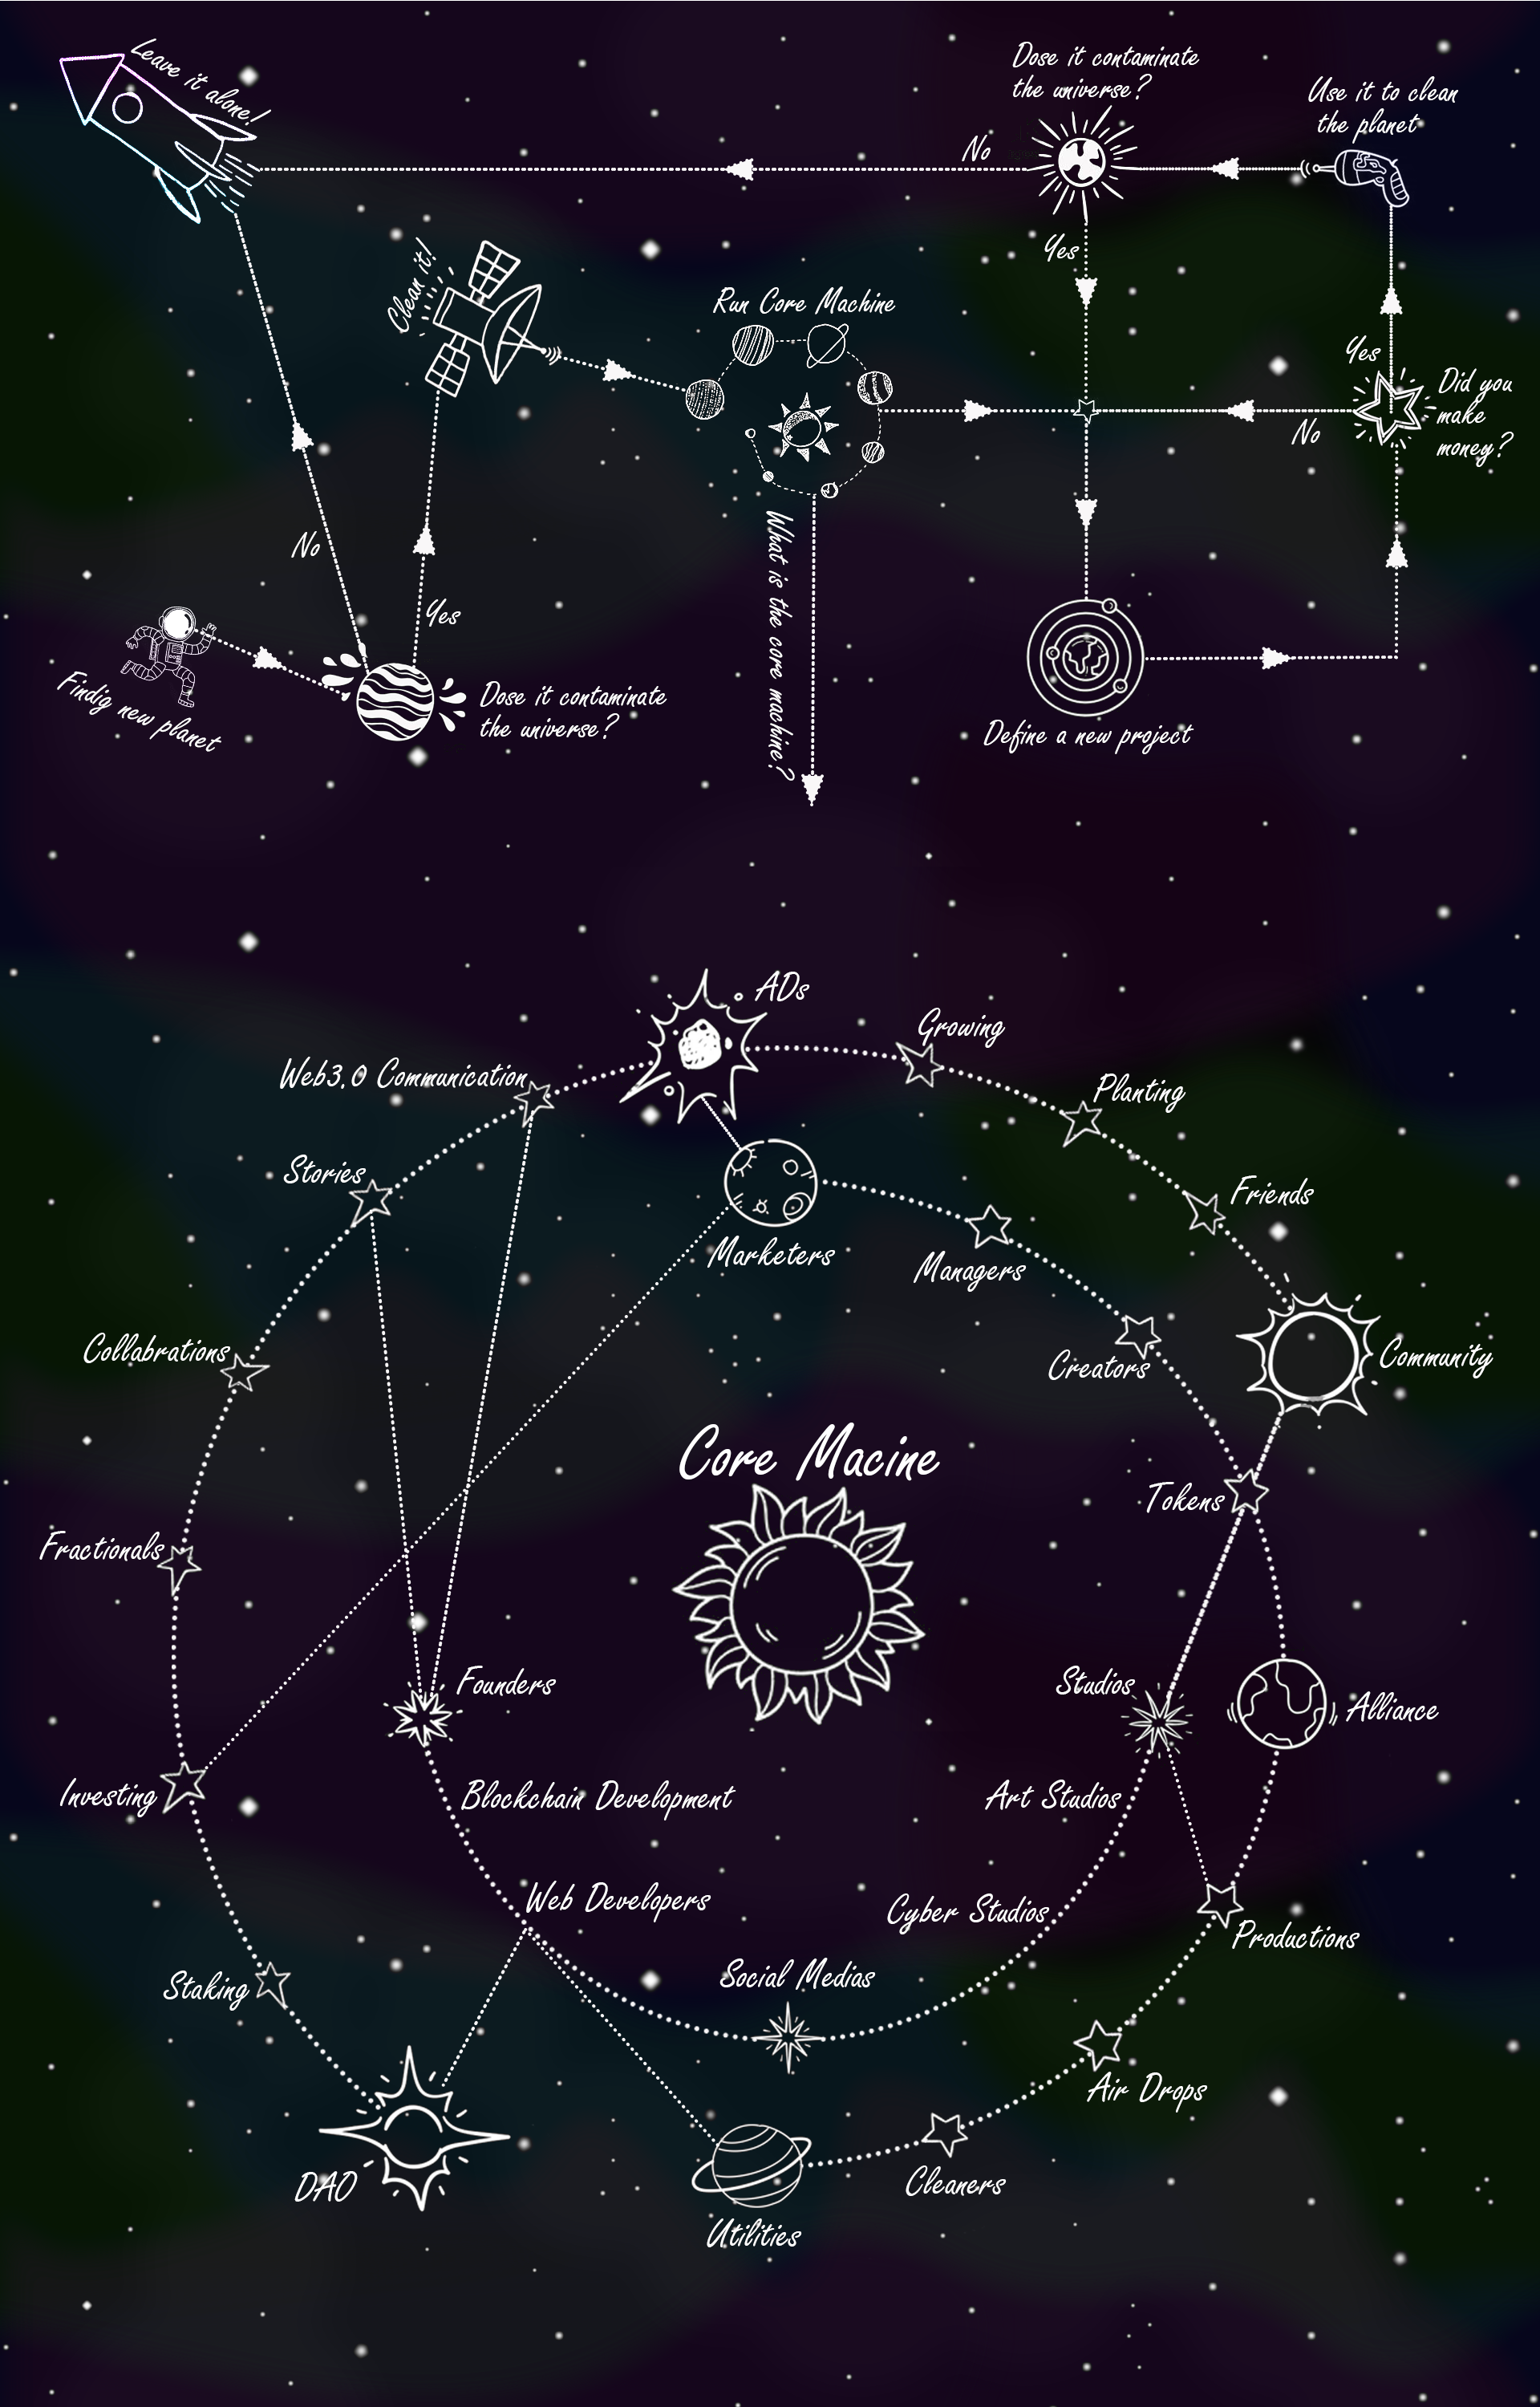 Leave it alone!
Dose it contaminate
the universe?
Use it to clean
the planet
No
Yes
Clean it!
Run Core Machine
Yes
Did you
make
money?
No
No
What is the core machine?
Yes
Findig new planet
Dose it contaminate
the universe?
Define a new project
ADs
Growing
Web3.0 Communication
Planting
Stories
Friends
Marketers
Managers
Collabrations
Creators
Community
Core Macine
Tokens
Fractionals
Founders
Studios
Alliance
Investing
Blockchain Development
Art Studios
Web Developers
Cyber Studios
Productions
Social Medias
Staking
Air Drops
DAO
Cleaners
Utilities